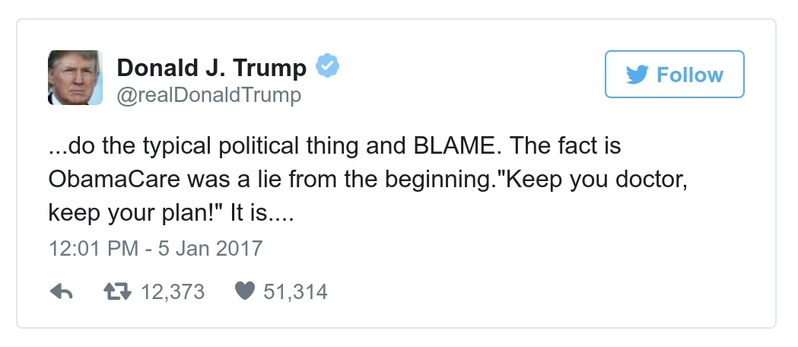 Donald J. Trump
@realDonaldTrump
Follow
...do the typical political thing and BLAME. The fact is
ObamaCare was a lie from the beginning."Keep you doctor,
keep your plan!" It is....
12:01 PM - 5 Jan 2017
12,373 51,314